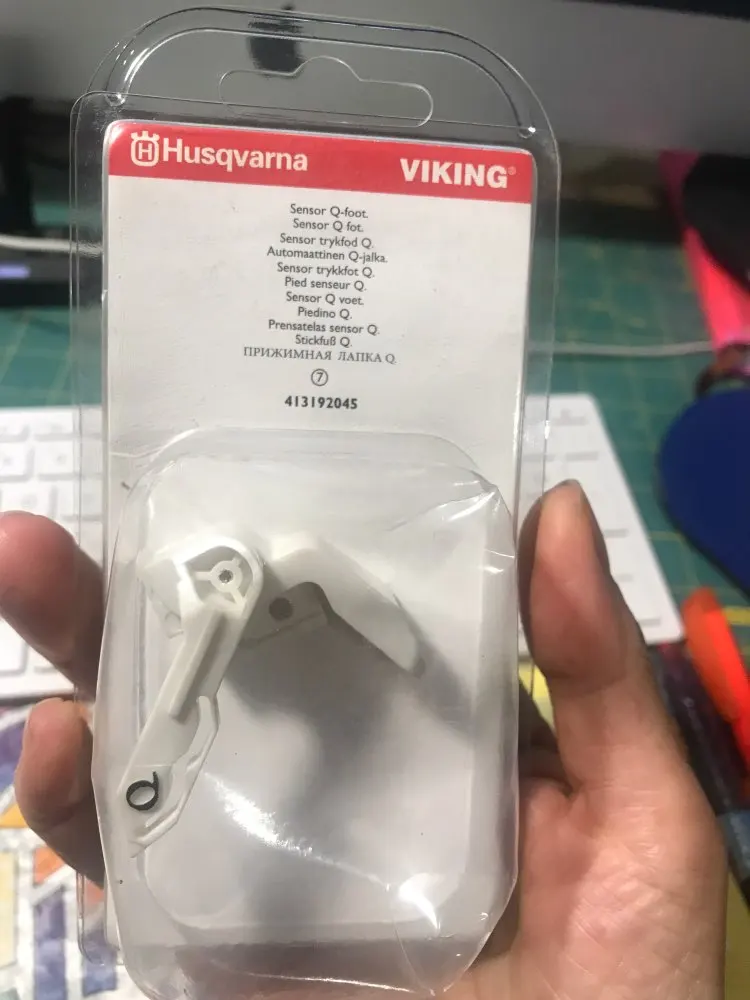 Husqvarna VIKING®
Sensor Q-foot.
Sensor Q fot.
Sensor trykfod Q.
Automaattinen Q-jalka.
Sensor trykkfot Q.
Pied senseur Q.
Sensor Q voet.
Piedino Q.
Prensatelas sensor Q.
Stickfuß Q.
ПРИЖИМНАЯ ЛАПКА Q.
7
413192045
Q